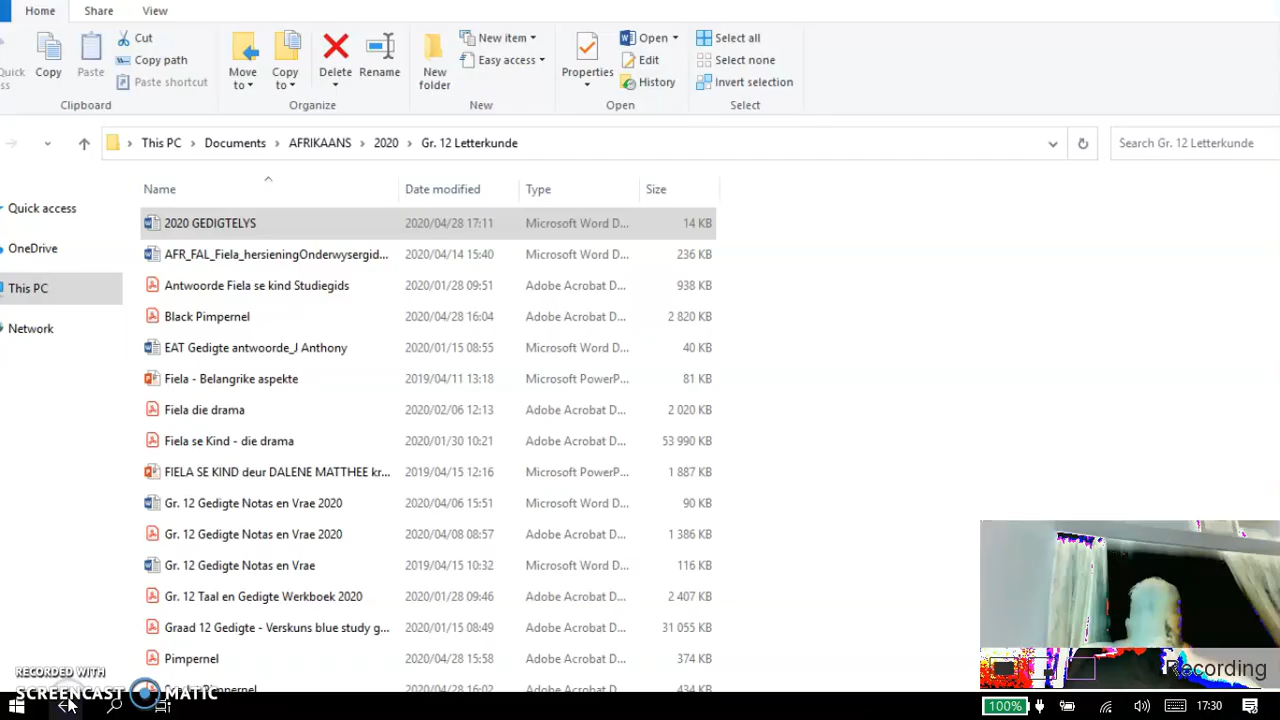 Home Share View
Quick
ss
Copy
Paste
Cut
Copy path
Paste shortcut
Clipboard
Move
to
Copy
to
Delete
Rename
Organize
New
folder
New item
Easy access
New
Properties
Open
Edit
History
Open
Select all
Select none
Invert selection
Select
This PC › Documents › AFRIKAANS › 2020 › Gr. 12 Letterkunde
Search Gr. 12 Letterkunde
Quick access
OneDrive
This PC
Network
Name Date modified Type Size
2020 GEDIGTELYS 2020/04/28 17:11 Microsoft Word D... 14 KB
AFR_FAL_Fiela_hersieningOnderwysergid... 2020/04/14 15:40 Microsoft Word D... 236 KB
Antwoorde Fiela se kind Studiegids 2020/01/28 09:51 Adobe Acrobat D... 938 KB
Black Pimpernel 2020/04/28 16:04 Adobe Acrobat D... 2 820 KB
EAT Gedigte antwoorde_J Anthony 2020/01/15 08:55 Microsoft Word D... 40 KB
Fiela - Belangrike aspekte 2019/04/11 13:18 Microsoft PowerP... 81 KB
Fiela die drama 2020/02/06 12:13 Adobe Acrobat D... 2 020 KB
Fiela se Kind - die drama 2020/01/30 10:21 Adobe Acrobat D... 53 990 KB
FIELA SE KIND deur DALENE MATTHEE kr... 2019/04/15 12:16 Microsoft PowerP... 1 887 KB
Gr. 12 Gedigte Notas en Vrae 2020 2020/04/06 15:51 Microsoft Word D... 90 KB
Gr. 12 Gedigte Notas en Vrae 2020 2020/04/08 08:57 Adobe Acrobat D... 1 386 KB
Gr. 12 Gedigte Notas en Vrae 2019/04/15 10:32 Microsoft Word D... 116 KB
Gr. 12 Taal en Gedigte Werkboek 2020 2020/01/28 09:46 Adobe Acrobat D... 2 407 KB
Graad 12 Gedigte - Verskuns blue study g... 2020/01/15 08:49 Adobe Acrobat D... 31 055 KB
Pimpernel 2020/04/28 15:58 Adobe Acrobat D... 374 KB
2020/04/28 16:02 Adobe Acrobat D... 434 KB
RECORDED WITH
SCREENCAST MATIC
Recording
100% 17:30